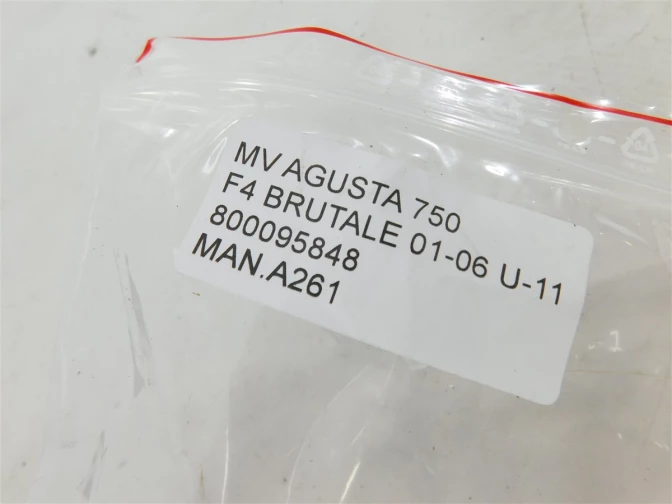 MV AGUSTA 750
F4 BRUTALE 01-06 U-11
800095848
MAN.A261